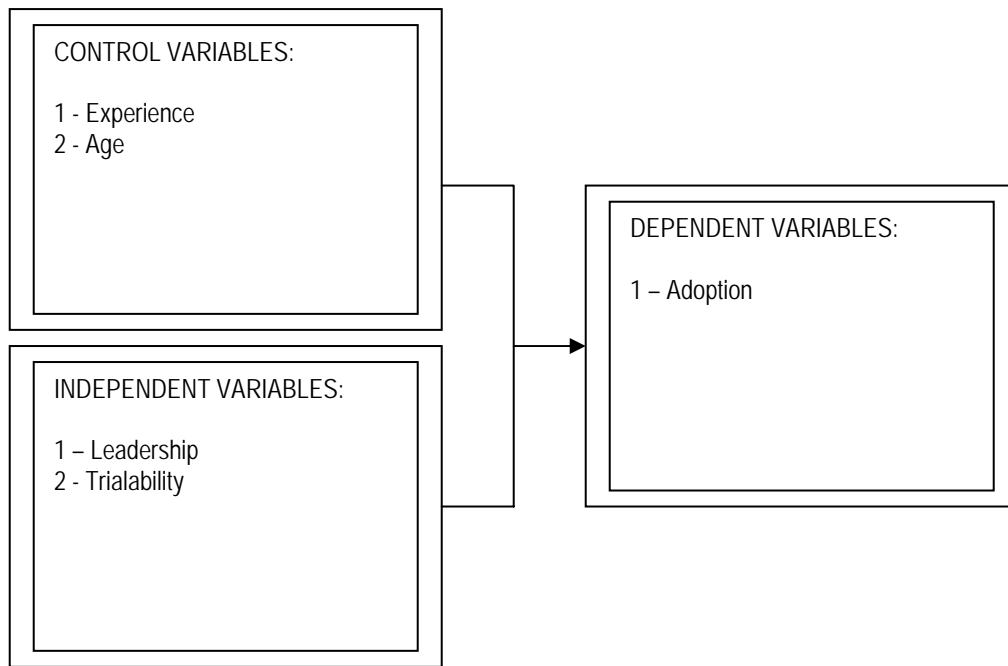 CONTROL VARIABLES:
1 - Experience
2 - Age
INDEPENDENT VARIABLES:
1 – Leadership
2 - Trialability
DEPENDENT VARIABLES:
1 – Adoption